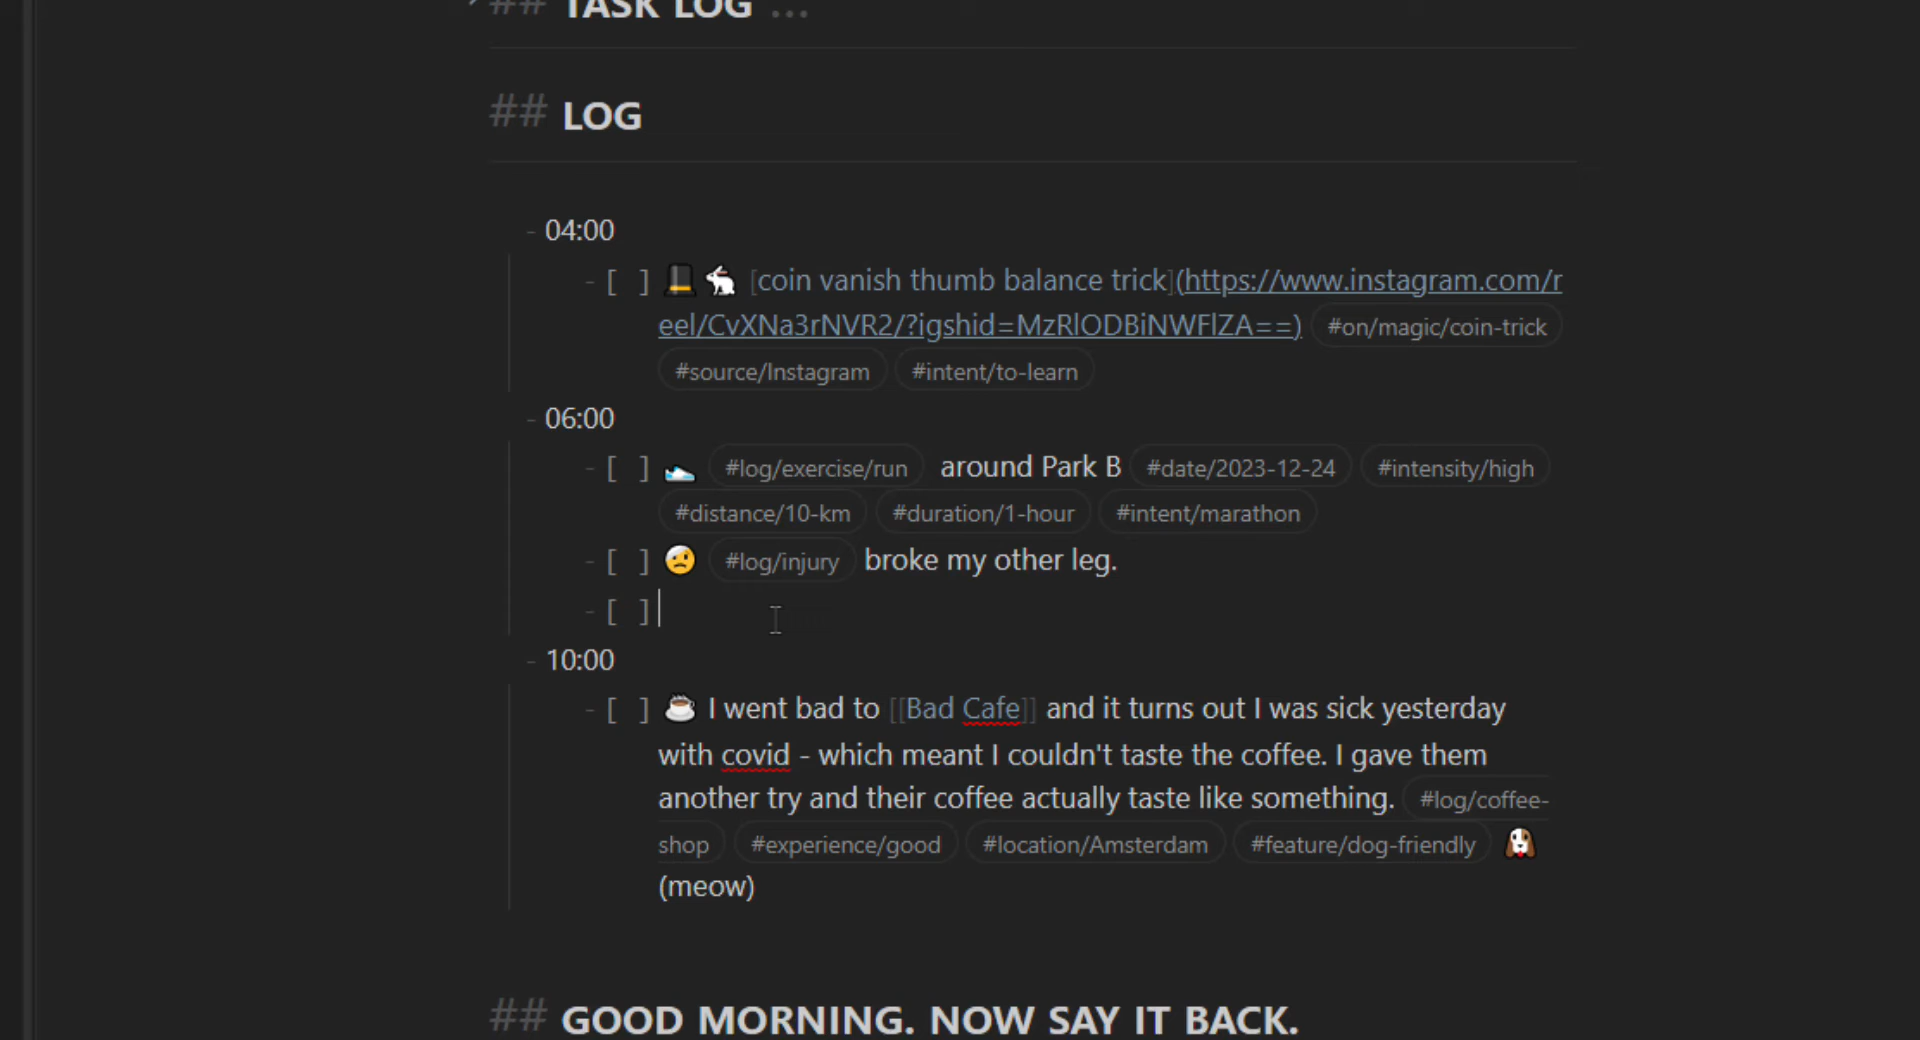 ## TASK LOG ...
## LOG
- 04:00
- [ ] 🎩 🐇 [coin vanish thumb balance trick](https://www.instagram.com/r
eel/CvXNa3rNVR2/?igshid=MzRlODBiNWFlZA==) #on/magic/coin-trick
#source/Instagram #intent/to-learn
- 06:00
- [ ] 👟 #log/exercise/run around Park B #date/2023-12-24 #intensity/high
#distance/10-km #duration/1-hour #intent/marathon
- [ ] 🤕 #log/injury broke my other leg.
- [ ]
- 10:00
- [ ] ☕ I went bad to [[Bad Cafe]] and it turns out I was sick yesterday
with covid - which meant I couldn't taste the coffee. I gave them
another try and their coffee actually taste like something. #log/coffee-
shop #experience/good #location/Amsterdam #feature/dog-friendly 🐶
(meow)
## GOOD MORNING. NOW SAY IT BACK.